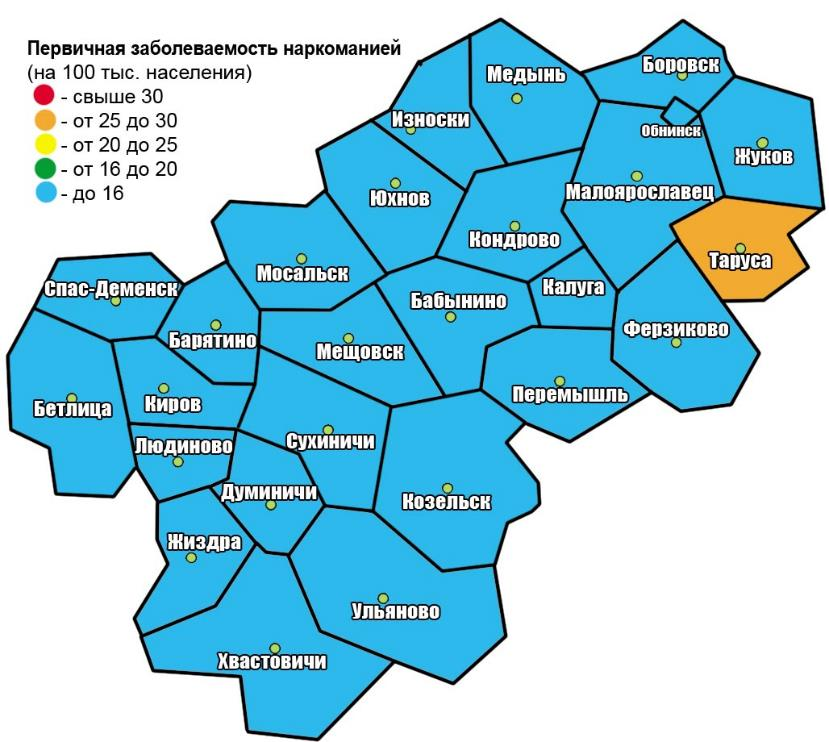 Первичная заболеваемость наркоманией
(на 100 тыс. населения)
- свыше 30
- от 25 до 30
- от 20 до 25
- от 16 до 20
- до 16
Медынь
Боровск
Износки
Обнинск
Жуков
Юхнов
Малоярославец
Кондрово
Таруса
Мосальск
Спас-Деменск
Калуга
Бабынино
Ферзиково
Барятино
Мещовск
Перемышль
Бетлица
Киров
Людиново
Сухиничи
Думиничи
Козельск
Жиздра
Ульяново
Хвастовичи